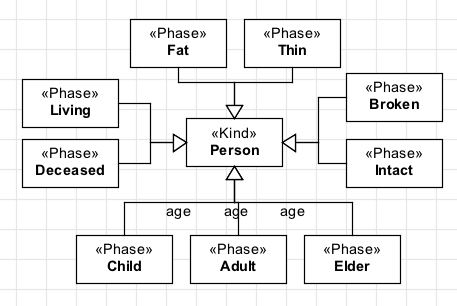 «Phase»
Fat
«Phase»
Thin
«Phase»
Living
«Phase»
Broken
«Kind»
Person
«Phase»
Deceased
«Phase»
Intact
age
age
age
«Phase»
Child
«Phase»
Adult
«Phase»
Elder